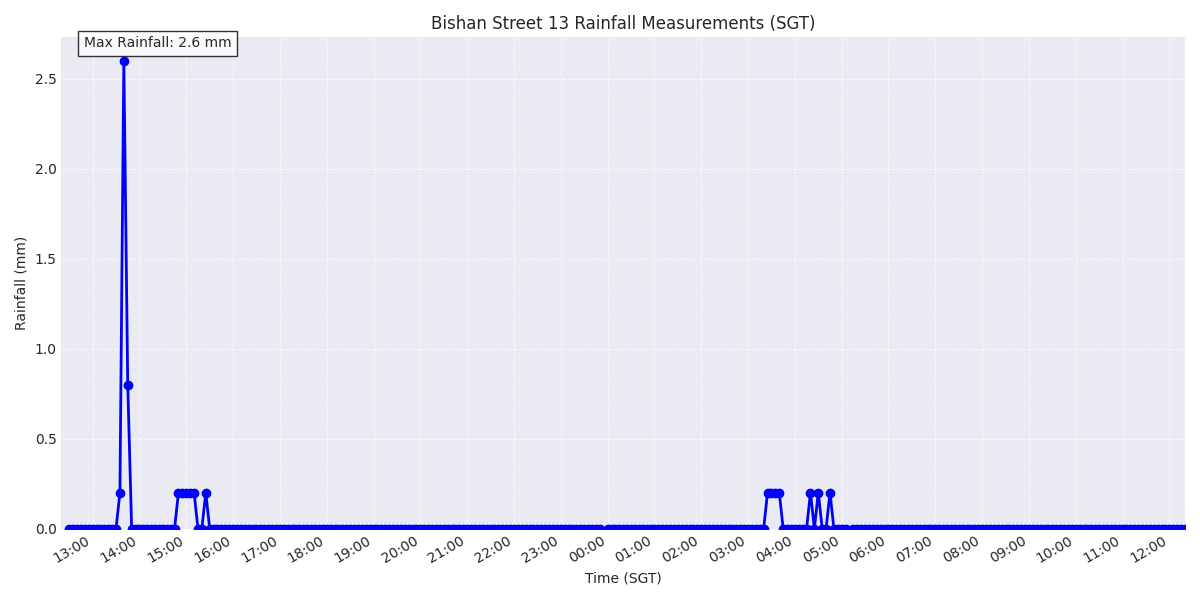 Bishan Street 13 Rainfall Measurements (SGT)
Max Rainfall: 2.6 mm
Rainfall (mm)
2.5
2.0
1.5
1.0
0.5
0.0
13:00 14:00 15:00 16:00 17:00 18:00 19:00 20:00 21:00 22:00 23:00 00:00 01:00 02:00 03:00 04:00 05:00 06:00 07:00 08:00 09:00 10:00 11:00 12:00
Time (SGT)